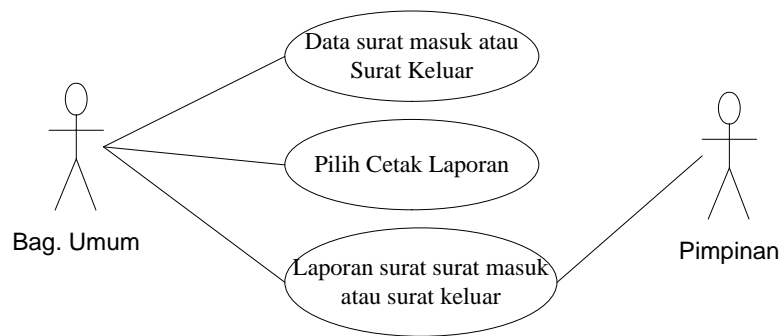 Data surat masuk atau
Surat Keluar
Pilih Cetak Laporan
Bag. Umum
Pimpinan
Laporan surat surat masuk
atau surat keluar